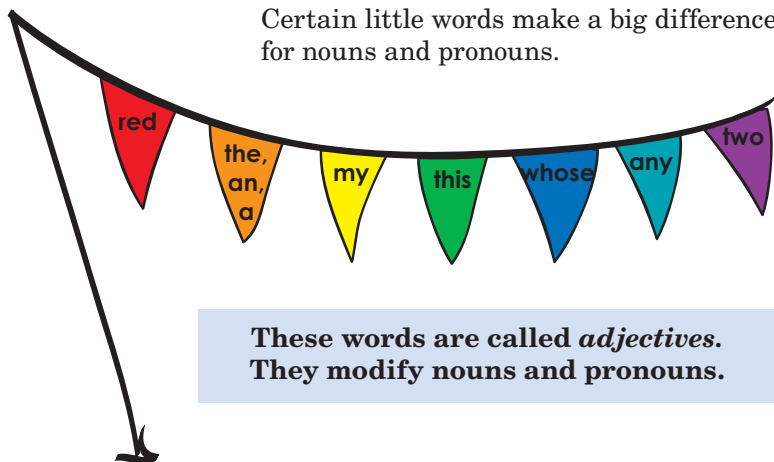 Certain little words make a big difference
for nouns and pronouns.
red
the,
an,
a
my
this
whose
any
two
These words are called adjectives.
They modify nouns and pronouns.